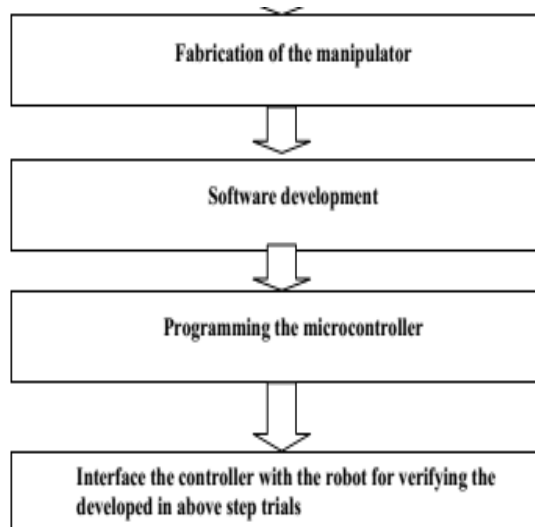 Fabrication of the manipulator
Software development
Programming the microcontroller
Interface the controller with the robot for verifying the
developed in above step trials